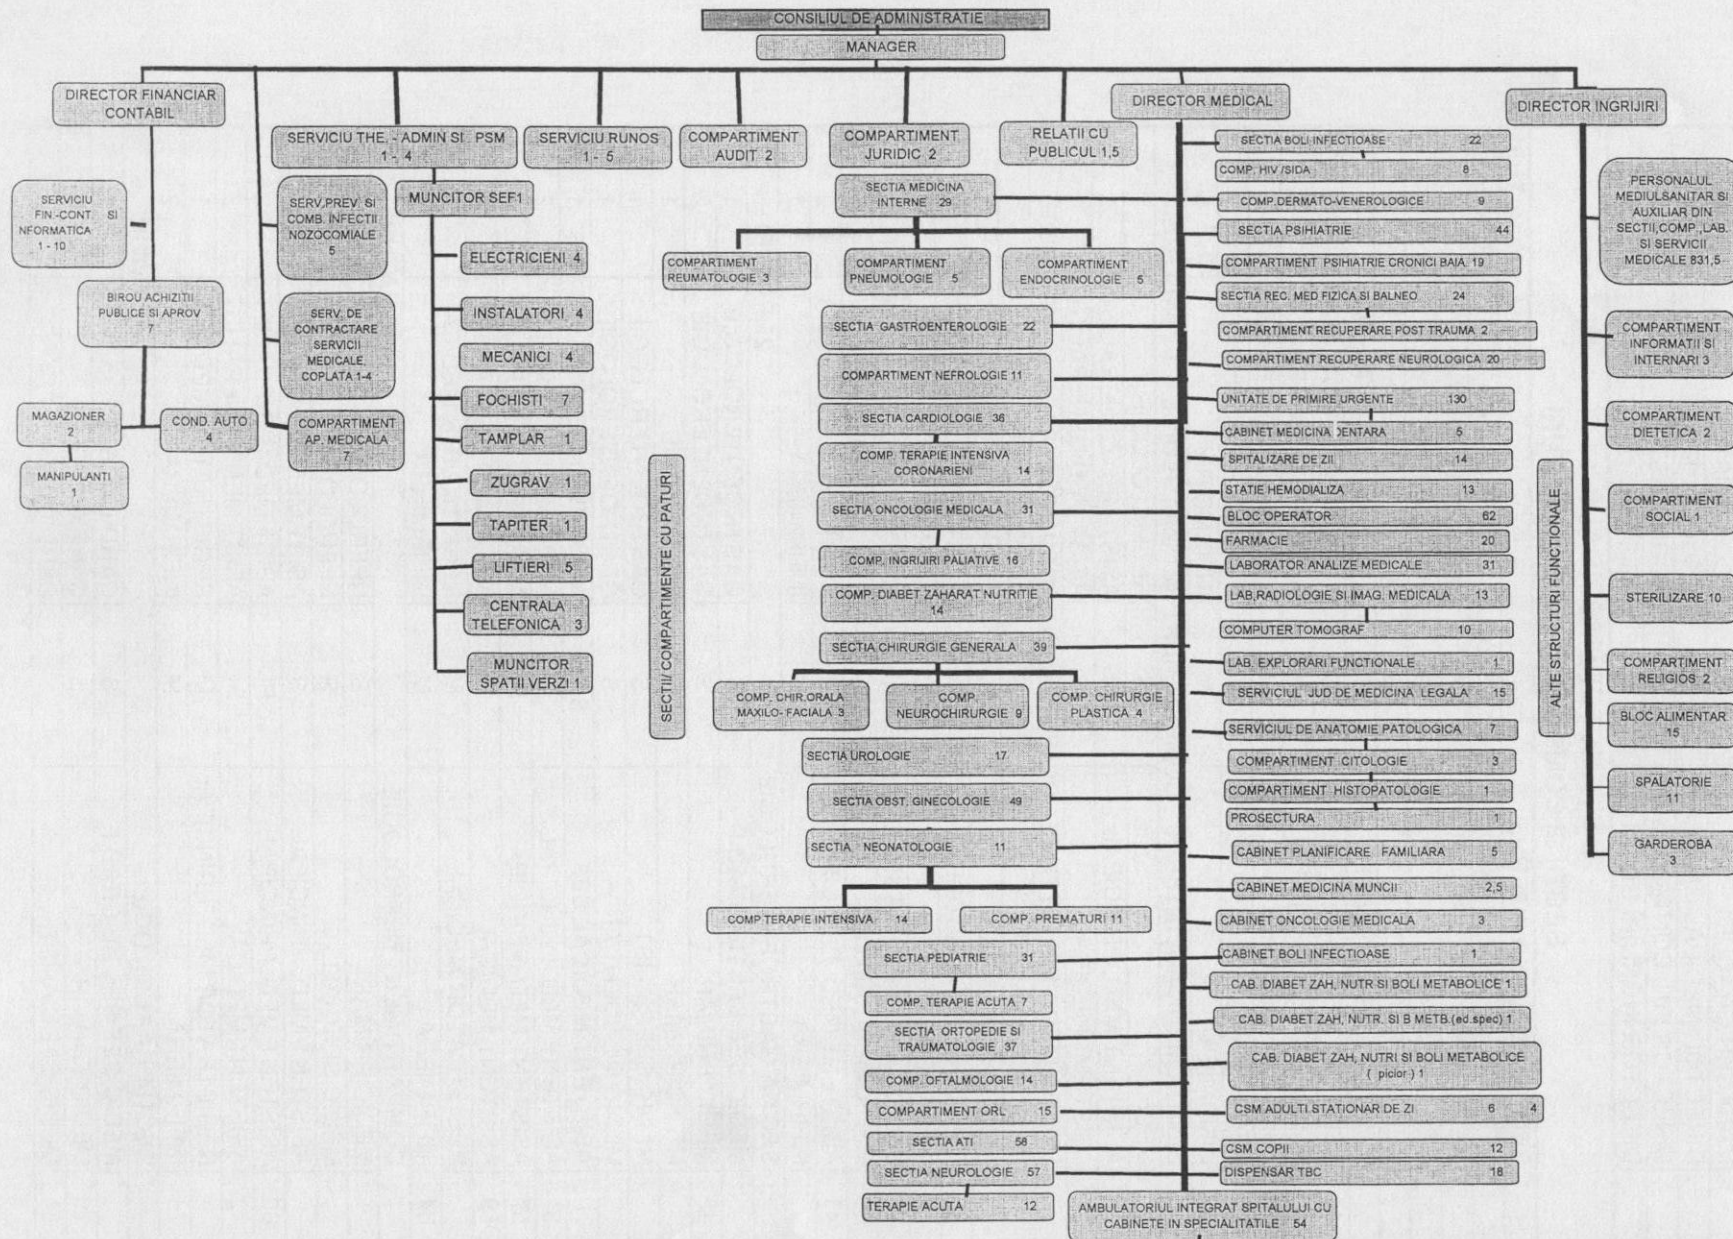 CONSILIUL DE ADMINISTRATIE
MANAGER
DIRECTOR FINANCIAR
CONTABIL
DIRECTOR MEDICAL
DIRECTOR INGRIJIRI
SERVICIU THE. - ADMIN SI PSM
1 - 4
SERVICIU RUNOS
1 - 5
COMPARTIMENT
AUDIT 2
COMPARTIMENT
JURIDIC 2
RELATII CU
PUBLICUL 1,5
SERVICIU
FIN -CONT. SI
NFORMATICA
1 - 10
BIROU ACHIZITII
PUBLICE SI APROV
7
MAGAZIONER
2
COND. AUTO
4
MANIPULANTI
1
SERV,PREV. SI
COMB. INFECTII
NOZOCOMIALE
5
SERV. DE
CONTRACTARE
SERVICII
MEDICALE,
COPLATA 1-4
COMPARTIMENT
AP. MEDICALA
7
MUNCITOR SEF1
ELECTRICIENI 4
INSTALATORI 4
MECANICI 4
FOCHISTI 7
TAMPLAR 1
ZUGRAV 1
TAPITER 1
LIFTIERI 5
CENTRALA
TELEFONICA 3
MUNCITOR
SPATII VERZI 1
SECTII/ COMPARTIMENTE CU PATURI
SECTIA MEDICINA
INTERNE 29
COMPARTIMENT
REUMATOLOGIE 3
COMPARTIMENT
PNEUMOLOGIE 5
COMPARTIMENT
ENDOCRINOLOGIE 5
SECTIA GASTROENTEROLOGIE 22
COMPARTIMENT NEFROLOGIE 11
SECTIA CARDIOLOGIE 36
COMP. TERAPIE INTENSIVA
CORONARIENI 14
SECTIA ONCOLOGIE MEDICALA 31
COMP. INGRIJIRI PALIATIVE 16
COMP. DIABET ZAHARAT NUTRITIE
14
SECTIA CHIRURGIE GENERALA 39
COMP. CHIR.ORALA
MAXILO- FACIALA 3
COMP.
NEUROCHIRURGIE 9
COMP. CHIRURGIE
PLASTICA 4
SECTIA UROLOGIE 17
SECTIA OBST. GINECOLOGIE 49
SECTIA NEONATOLOGIE 11
COMP TERAPIE INTENSIVA 14
COMP. PREMATURI 11
SECTIA PEDIATRIE 31
COMP. TERAPIE ACUTA 7
SECTIA ORTOPEDIE SI
TRAUMATOLOGIE 37
COMP. OFTALMOLOGIE 14
COMPARTIMENT ORL 15
SECTIA ATI 58
SECTIA NEUROLOGIE 57
TERAPIE ACUTA 12
SECTIA BOLI INFECTIOASE 22
COMP. HIV /SIDA 8
COMP.DERMATO-VENEROLOGICE 9
SECTIA PSIHIATRIE 44
COMPARTIMENT PSIHIATRIE CRONICI BAIA 19
SECTIA REC. MED FIZICA SI BALNEO 24
COMPARTIMENT RECUPERARE POST TRAUMA 2
COMPARTIMENT RECUPERARE NEUROLOGICA 20
UNITATE DE PRIMIRE URGENTE 130
CABINET MEDICINA DENTARA 5
SPITALIZARE DE ZII 14
STATIE HEMODIALIZA 13
BLOC OPERATOR 62
FARMACIE 20
LABORATOR ANALIZE MEDICALE 31
LAB,RADIOLOGIE SI IMAG. MEDICALA 13
COMPUTER TOMOGRAF 10
LAB. EXPLORARI FUNCTIONALE 1
SERVICIUL JUD DE MEDICINA LEGALA 15
SERVICIUL DE ANATOMIE PATOLOGICA 7
COMPARTIMENT CITOLOGIE 3
COMPARTIMENT HISTOPATOLOGIE 1
PROSECTURA 1
CABINET PLANIFICARE FAMILIARA 5
CABINET MEDICINA MUNCII 2,5
CABINET ONCOLOGIE MEDICALA 3
CABINET BOLI INFECTIOASE 1
CAB. DIABET ZAH, NUTR SI BOLI METABOLICE 1
CAB. DIABET ZAH, NUTR. SI B METB.(ed.spec) 1
CAB. DIABET ZAH, NUTRI SI BOLI METABOLICE
( picior ) 1
CSM ADULTI STATIONAR DE ZI 6 4
CSM COPII 12
DISPENSAR TBC 18
AMBULATORIUL INTEGRAT SPITALULUI CU
CABINETE IN SPECIALITATILE 54
ALTE STRUCTURI FUNCTIONALE
PERSONALUL
MEDIULSANITAR SI
AUXILIAR DIN
SECTII,COMP.,LAB.
SI SERVICII
MEDICALE 831,5
COMPARTIMENT
INFORMATII SI
INTERNARI 3
COMPARTIMENT
DIETETICA 2
COMPARTIMENT
SOCIAL 1
STERILIZARE 10
COMPARTIMENT
RELIGIOS 2
BLOC ALIMENTAR
15
SPALATORIE
11
GARDEROBA
3